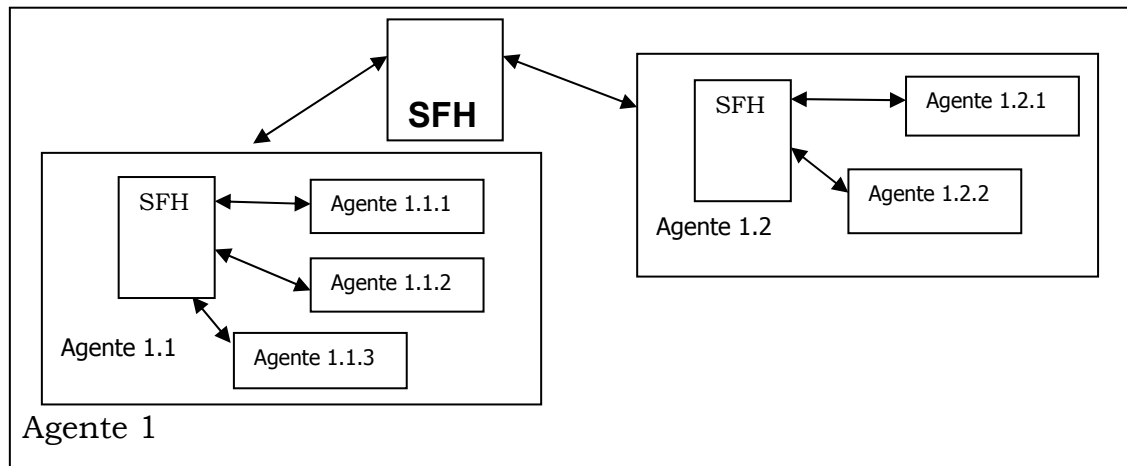 SFH
SFH
Agente 1.2.1
Agente 1.2.2
Agente 1.2
SFH
Agente 1.1.1
Agente 1.1.2
Agente 1.1.3
Agente 1.1
Agente 1